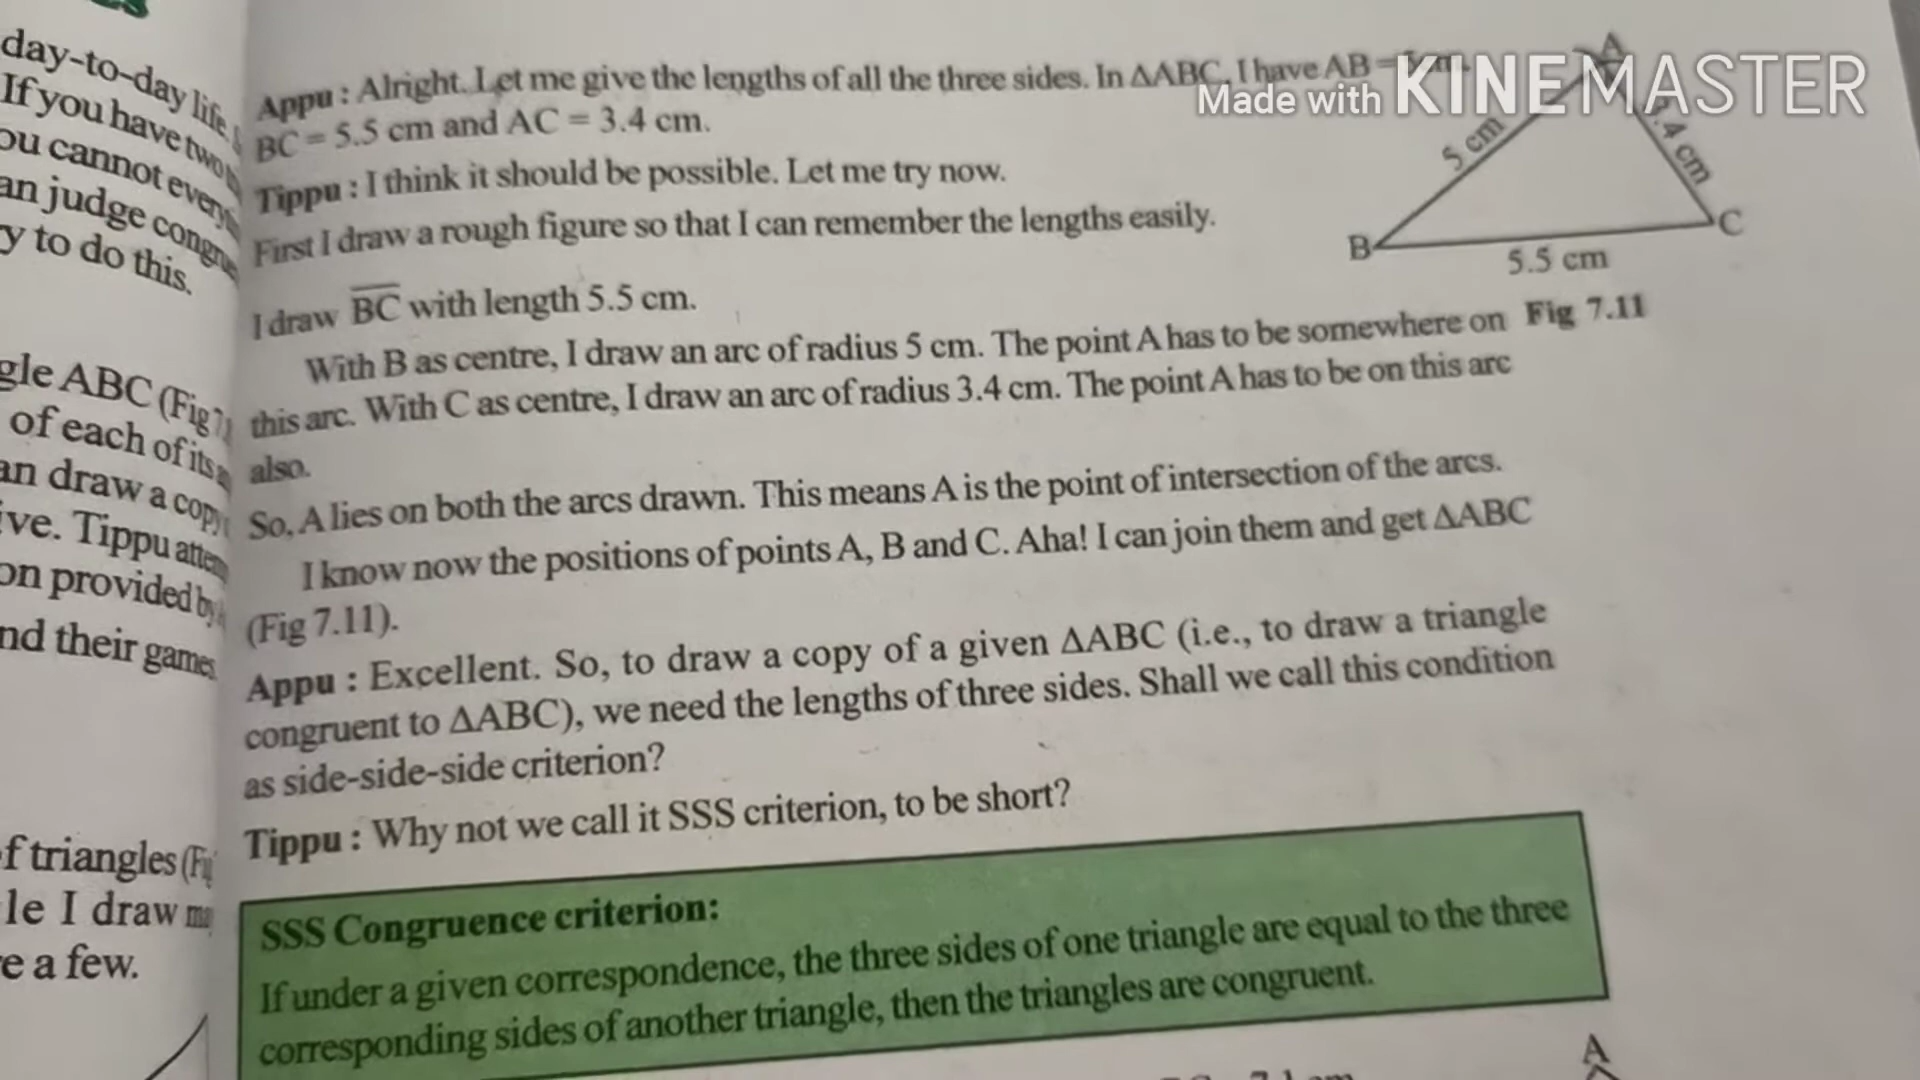 day-to-day life.
If you have two
ou cannot every
an judge congrue
y to do this.
gle ABC (Fig 7.1
of each of its
an draw a copy
ive. Tippu attem
on provided by
nd their games.
f triangles (Fig
le I draw
e a few.
Appu : Alright. Let me give the lengths of all the three sides. In ΔABC, I have AB =
BC = 5.5 cm and AC = 3.4 cm.
Tippu : I think it should be possible. Let me try now.
First I draw a rough figure so that I can remember the lengths easily.
I draw B̅C̅ with length 5.5 cm.
With B as centre, I draw an arc of radius 5 cm. The point A has to be somewhere on
this arc. With C as centre, I draw an arc of radius 3.4 cm. The point A has to be on this arc
also.
So, A lies on both the arcs drawn. This means A is the point of intersection of the arcs.
I know now the positions of points A, B and C. Aha! I can join them and get ΔABC
(Fig 7.11).
Appu : Excellent. So, to draw a copy of a given ΔABC (i.e., to draw a triangle
congruent to ΔABC), we need the lengths of three sides. Shall we call this condition
as side-side-side criterion?
Tippu : Why not we call it SSS criterion, to be short?
SSS Congruence criterion:
If under a given correspondence, the three sides of one triangle are equal to the three
corresponding sides of another triangle, then the triangles are congruent.
Made with KINEMASTER
A
5 cm
3.4 cm
B
C
5.5 cm
Fig 7.11
A